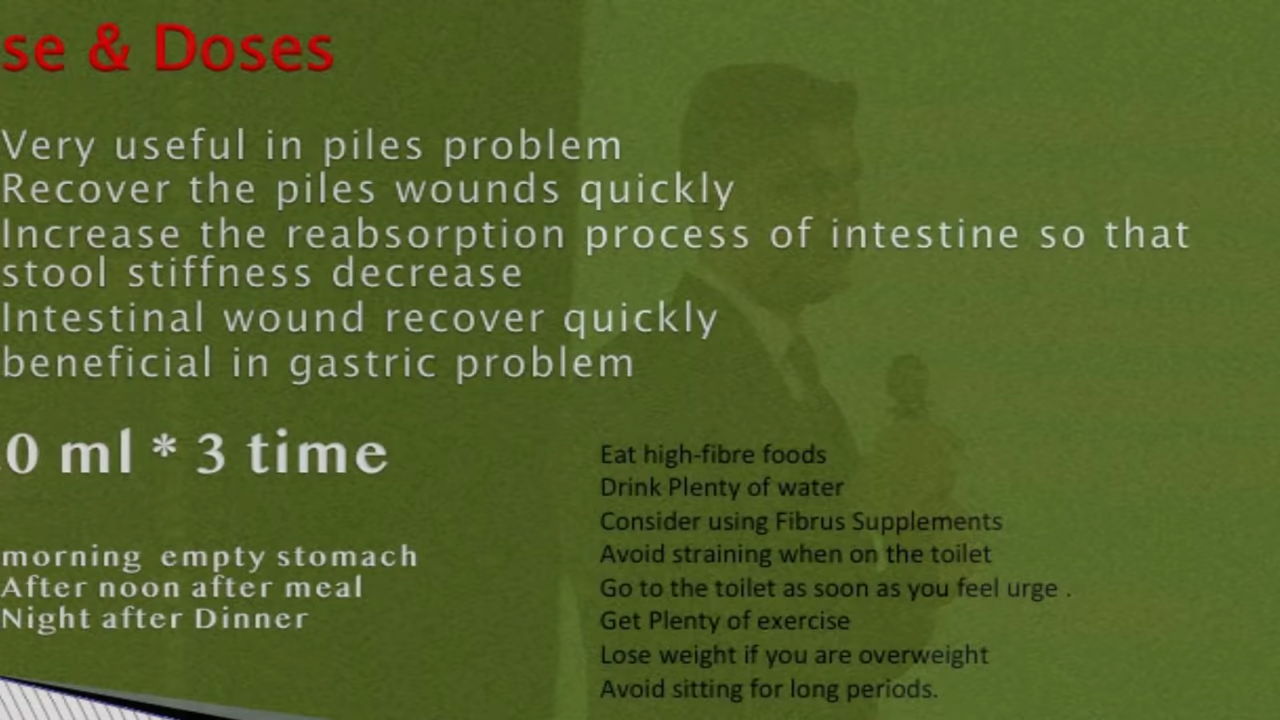 se & Doses
Very useful in piles problem
Recover the piles wounds quickly
Increase the reabsorption process of intestine so that
stool stiffness decrease
Intestinal wound recover quickly
beneficial in gastric problem
0 ml * 3 time
morning empty stomach
After noon after meal
Night after Dinner
Eat high-fibre foods
Drink Plenty of water
Consider using Fibrus Supplements
Avoid straining when on the toilet
Go to the toilet as soon as you feel urge .
Get Plenty of exercise
Lose weight if you are overweight
Avoid sitting for long periods.